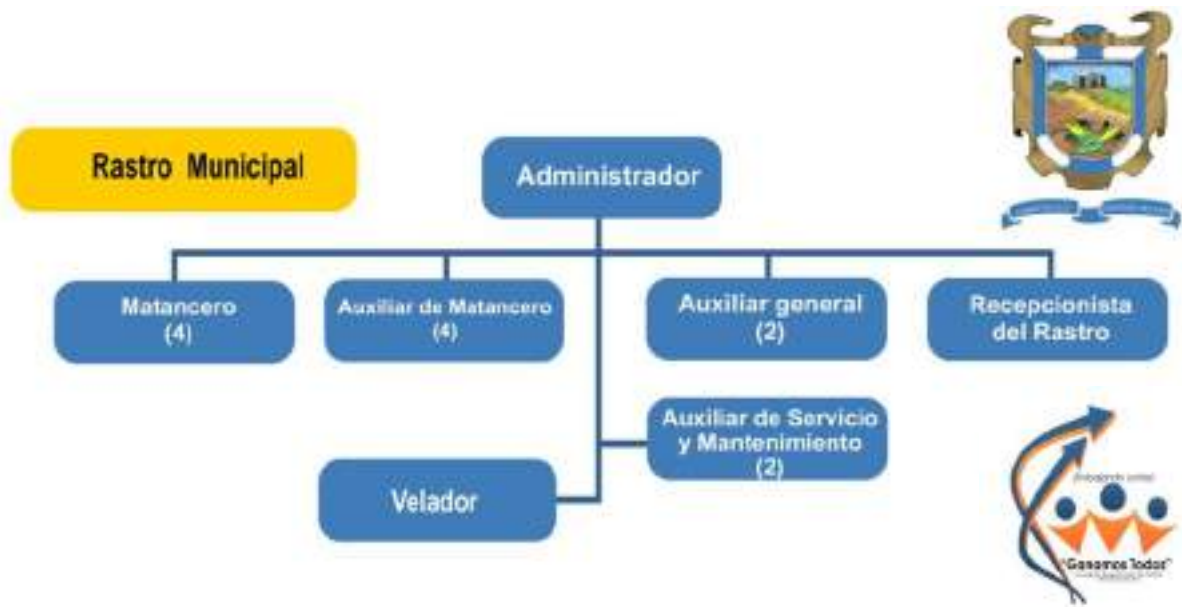 Rastro Municipal
Administrador
Matancero
(4)
Auxiliar de Matancero
(4)
Auxiliar general
(2)
Recepcionista
del Rastro
Auxiliar de Servicio
y Mantenimiento
(2)
Velador
"Ganamos Todos"